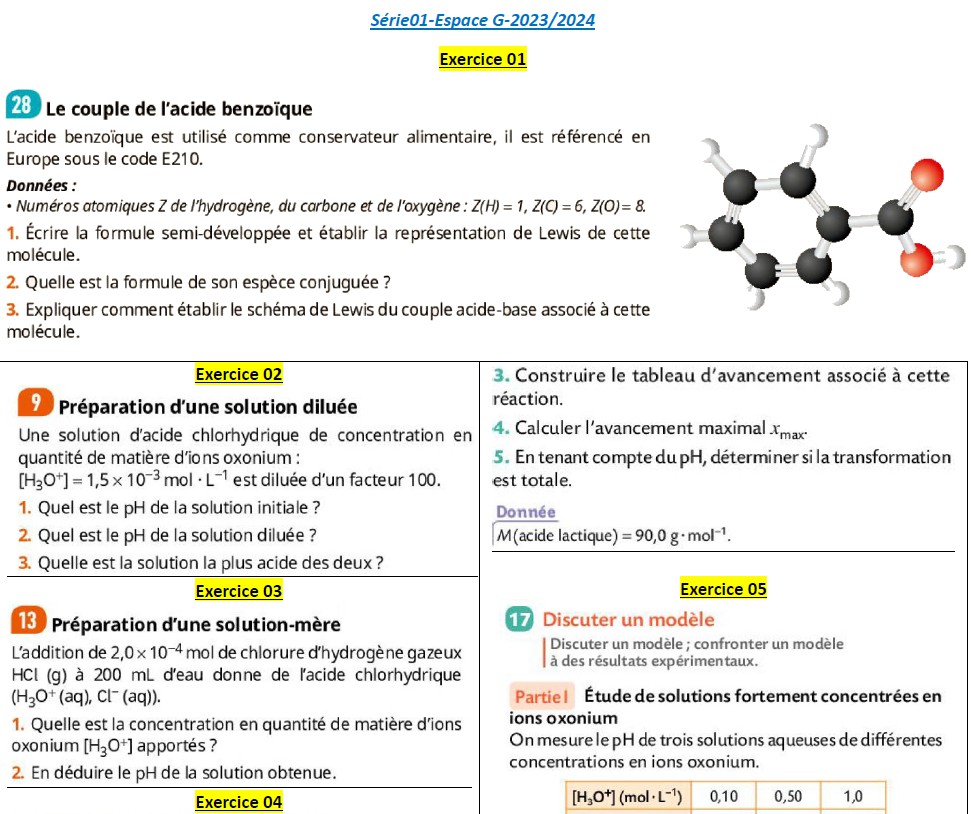 Série01-Espace G-2023/2024
Exercice 01
28 Le couple de l'acide benzoïque
L'acide benzoïque est utilisé comme conservateur alimentaire, il est référencé en
Europe sous le code E210.
Données :
• Numéros atomiques Z de l'hydrogène, du carbone et de l'oxygène : Z(H) = 1, Z(C) = 6, Z(O) = 8.
1. Écrire la formule semi-développée et établir la représentation de Lewis de cette
molécule.
2. Quelle est la formule de son espèce conjuguée ?
3. Expliquer comment établir le schéma de Lewis du couple acide-base associé à cette
molécule.
Exercice 02
9 Préparation d'une solution diluée
Une solution d'acide chlorhydrique de concentration en
quantité de matière d'ions oxonium :
[H₃O⁺] = 1,5 × 10⁻³ mol · L⁻¹ est diluée d'un facteur 100.
1. Quel est le pH de la solution initiale ?
2. Quel est le pH de la solution diluée ?
3. Quelle est la solution la plus acide des deux ?
Exercice 03
13 Préparation d'une solution-mère
L'addition de 2,0 × 10⁻⁴ mol de chlorure d'hydrogène gazeux
HCl (g) à 200 mL d'eau donne de l'acide chlorhydrique
(H₃O⁺ (aq), Cl⁻ (aq)).
1. Quelle est la concentration en quantité de matière d'ions
oxonium [H₃O⁺] apportés ?
2. En déduire le pH de la solution obtenue.
Exercice 04
3. Construire le tableau d'avancement associé à cette
réaction.
4. Calculer l'avancement maximal xₘₐₓ.
5. En tenant compte du pH, déterminer si la transformation
est totale.
Donnée
M(acide lactique) = 90,0 g·mol⁻¹.
Exercice 05
17 Discuter un modèle
Discuter un modèle ; confronter un modèle
à des résultats expérimentaux.
Partie I Étude de solutions fortement concentrées en
ions oxonium
On mesure le pH de trois solutions aqueuses de différentes
concentrations en ions oxonium.
[H₃O⁺] (mol·L⁻¹) 0,10 0,50 1,0